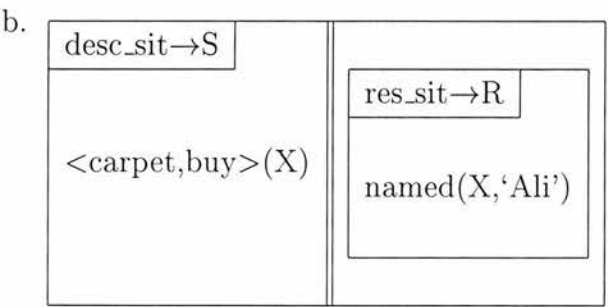 b.
desc_sit→S
<carpet,buy>(X)
res_sit→R
named(X,‘Ali’)